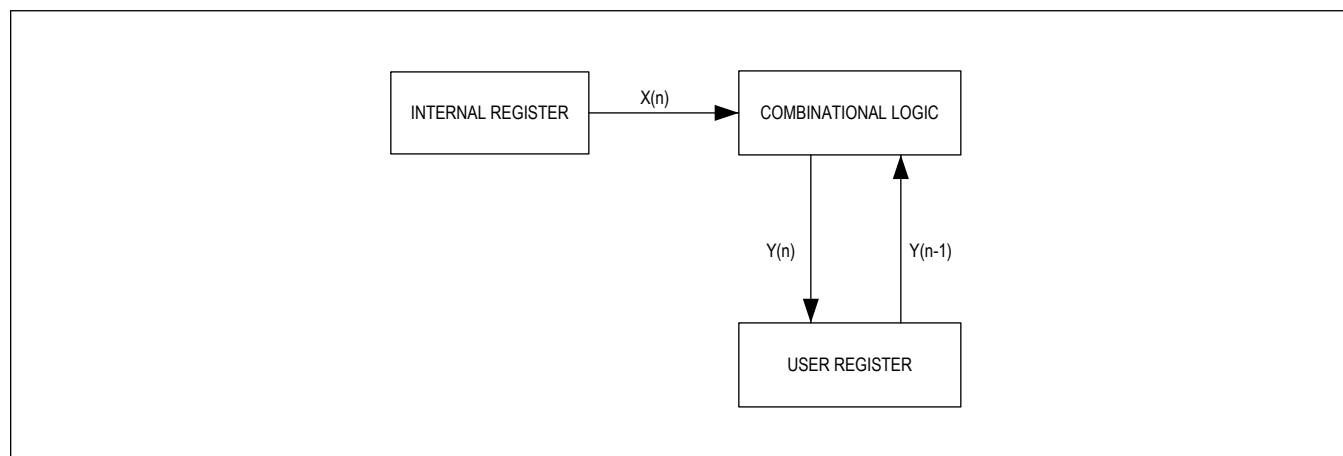 INTERNAL REGISTER
X(n)
COMBINATIONAL LOGIC
Y(n)
Y(n-1)
USER REGISTER